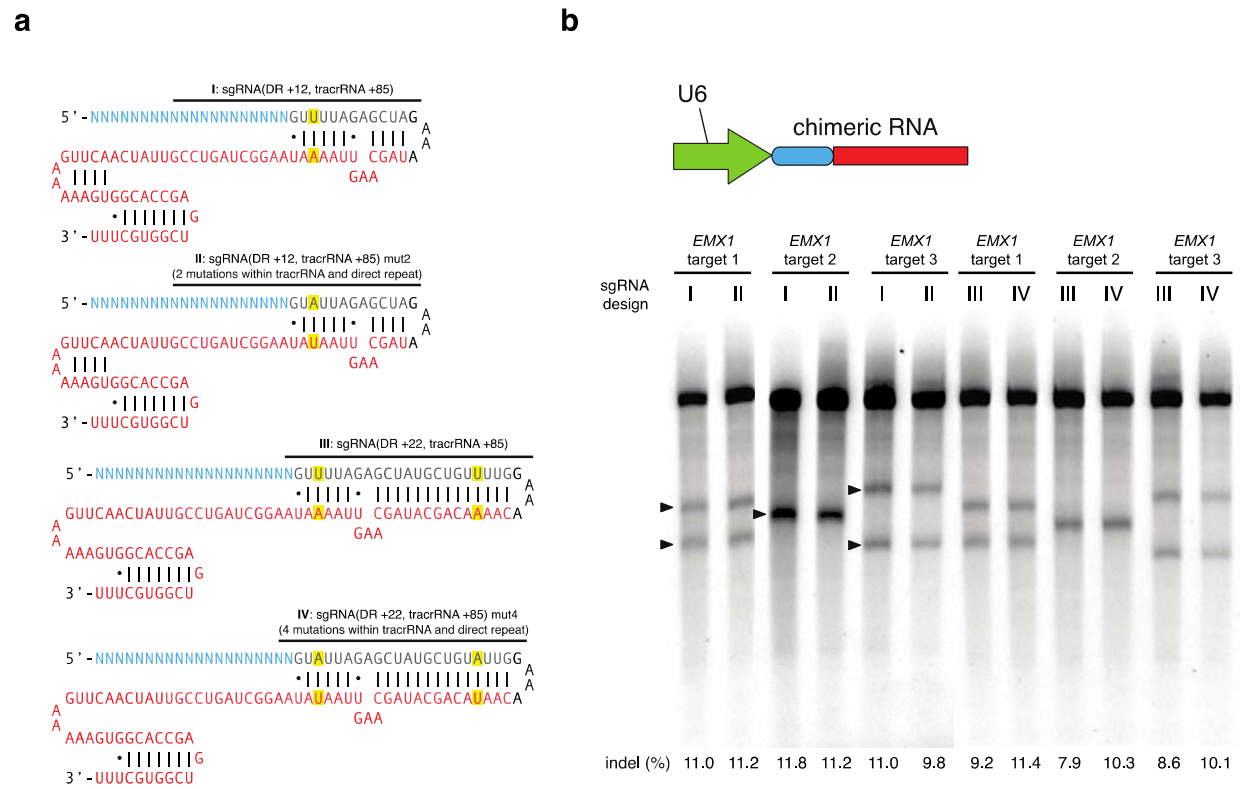 a
I: sgRNA(DR +12, tracrRNA +85)
5'-NNNNNNNNNNNNNNNNNNNNGUUUUAGAGCUAG
A
A
GUUCAACUAUUGCCUGAUCGGAAUAAAAUU CGAUA
GAA
A
A
AAAGUGGCACCGA
G
3'-UUUCGUGGCU
II: sgRNA(DR +12, tracrRNA +85) mut2
(2 mutations within tracrRNA and direct repeat)
5'-NNNNNNNNNNNNNNNNNNNNGUAUUAGAGCUAG
A
A
GUUCAACUAUUGCCUGAUCGGAAUAUAAUU CGAUA
GAA
A
A
AAAGUGGCACCGA
G
3'-UUUCGUGGCU
III: sgRNA(DR +22, tracrRNA +85)
5'-NNNNNNNNNNNNNNNNNNNNGUUUUAGAGCUAUGCUGUUUUGG
A
A
GUUCAACUAUUGCCUGAUCGGAAUAAAAUU CGAUACGACAAAACA
GAA
A
A
AAAGUGGCACCGA
G
3'-UUUCGUGGCU
IV: sgRNA(DR +22, tracrRNA +85) mut4
(4 mutations within tracrRNA and direct repeat)
5'-NNNNNNNNNNNNNNNNNNNNGUAUUAGAGCUAUGCUGUAUUGG
A
A
GUUCAACUAUUGCCUGAUCGGAAUAUAAUU CGAUACGACAUAACA
GAA
A
A
AAAGUGGCACCGA
G
3'-UUUCGUGGCU
b
U6
chimeric RNA
EMX1 target 1
EMX1 target 2
EMX1 target 3
EMX1 target 1
EMX1 target 2
EMX1 target 3
sgRNA design
I II I II I II III IV III IV III IV
indel (%) 11.0 11.2 11.8 11.2 11.0 9.8 9.2 11.4 7.9 10.3 8.6 10.1